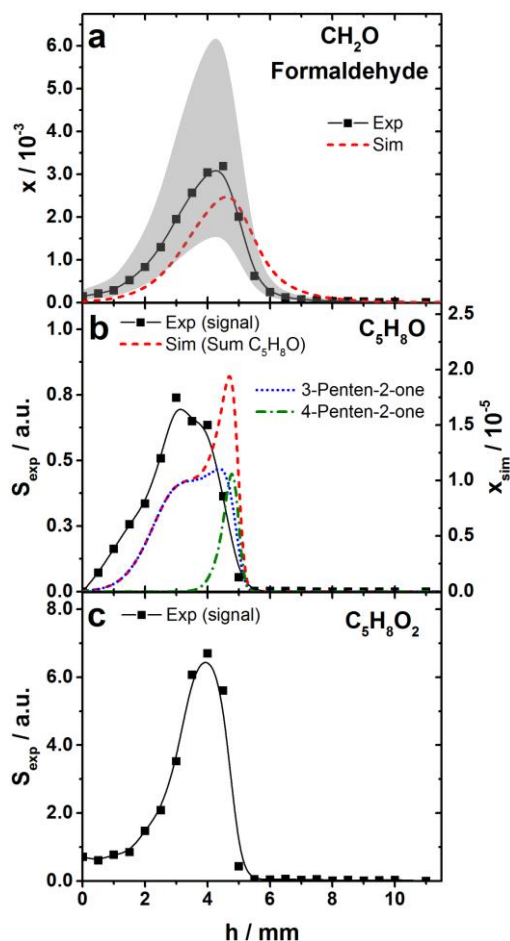 a
CH₂O
Formaldehyde
Exp
Sim
x / 10⁻³
6.0
5.0
4.0
3.0
2.0
1.0
0.0
b
Exp (signal)
Sim (Sum C₅H₈O)
C₅H₈O
3-Penten-2-one
4-Penten-2-one
S_exp / a.u.
1.0
0.8
0.5
0.3
0.0
x_sim / 10⁻⁵
2.5
2.0
1.5
1.0
0.5
0.0
c
Exp (signal)
C₅H₈O₂
S_exp / a.u.
8.0
6.0
4.0
2.0
0.0
0 2 4 6 8 10
h / mm